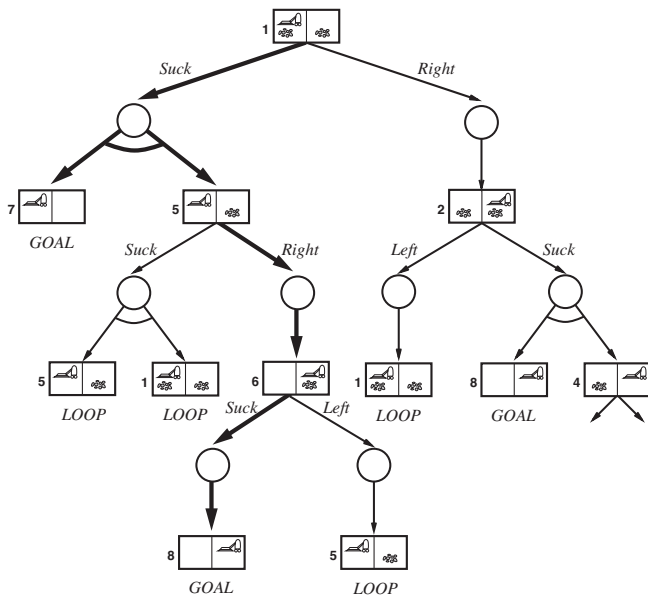 1
Suck
Right
7
5
2
GOAL
Suck
Right
Left
Suck
5
1
6
1
8
4
LOOP
LOOP
Suck
Left
LOOP
GOAL
8
5
GOAL
LOOP